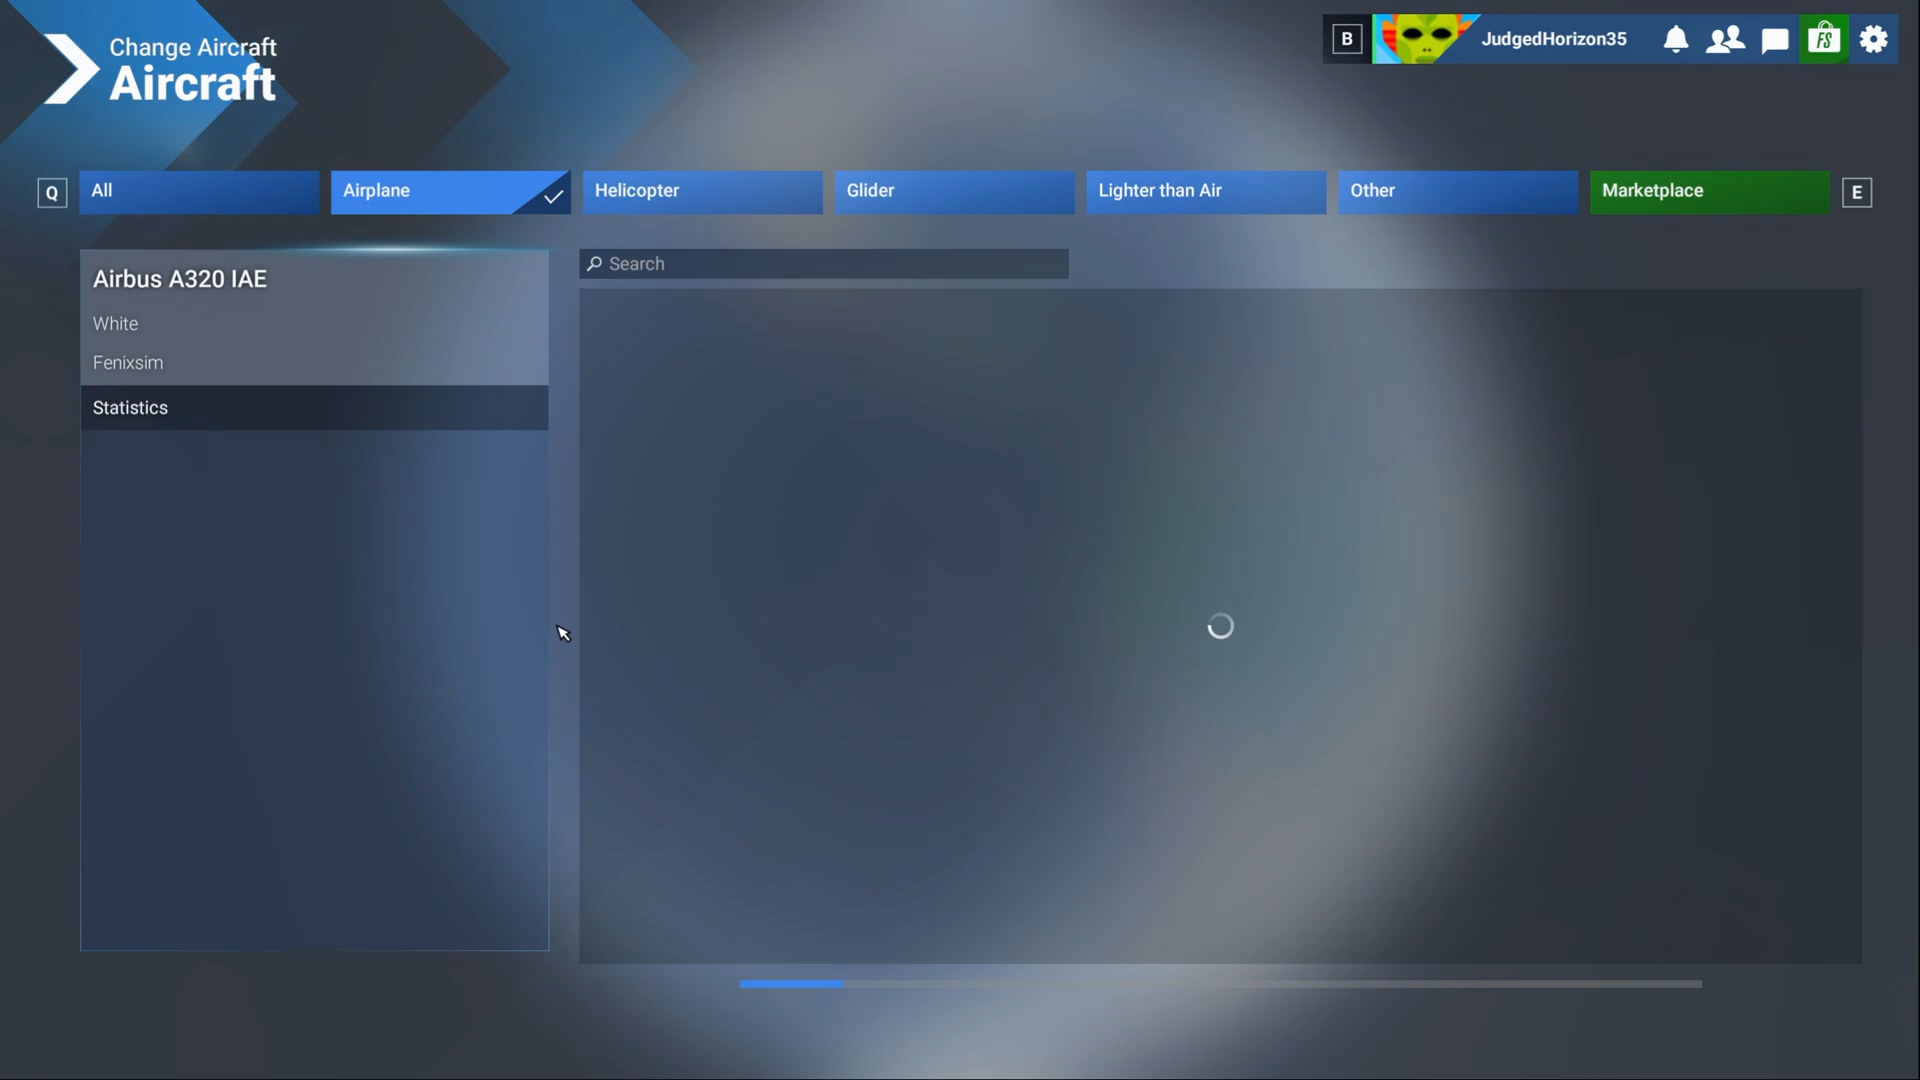 Change Aircraft
Aircraft
B
JudgedHorizon35
FS
Q
All
Airplane
Helicopter
Glider
Lighter than Air
Other
Marketplace
E
Airbus A320 IAE
White
Fenixsim
Statistics
Search